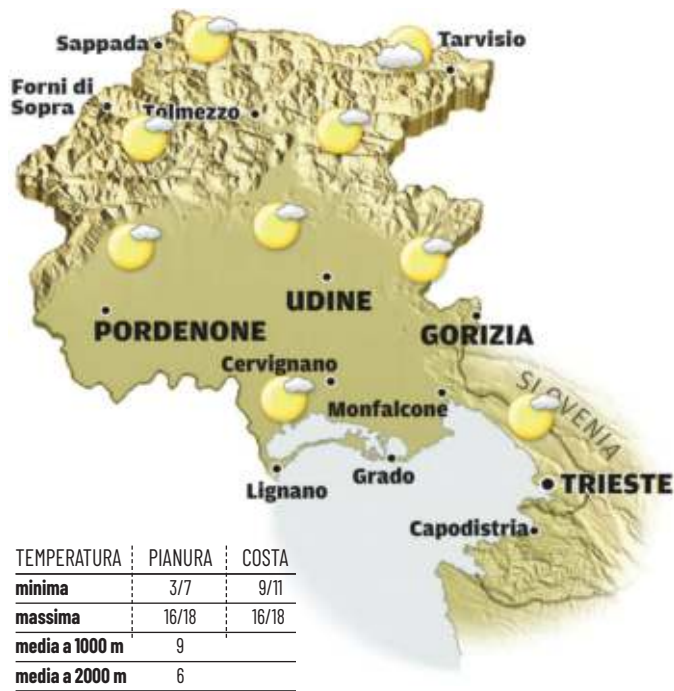 Sappada
Tarvisio
Forni di
Sopra
Tolmezzo
UDINE
PORDENONE
GORIZIA
Cervignano
SLOVENIA
Monfalcone
Grado
Lignano
TRIESTE
Capodistria
TEMPERATURA PIANURA COSTA
minima 3/7 9/11
massima 16/18 16/18
media a 1000 m 9
media a 2000 m 6